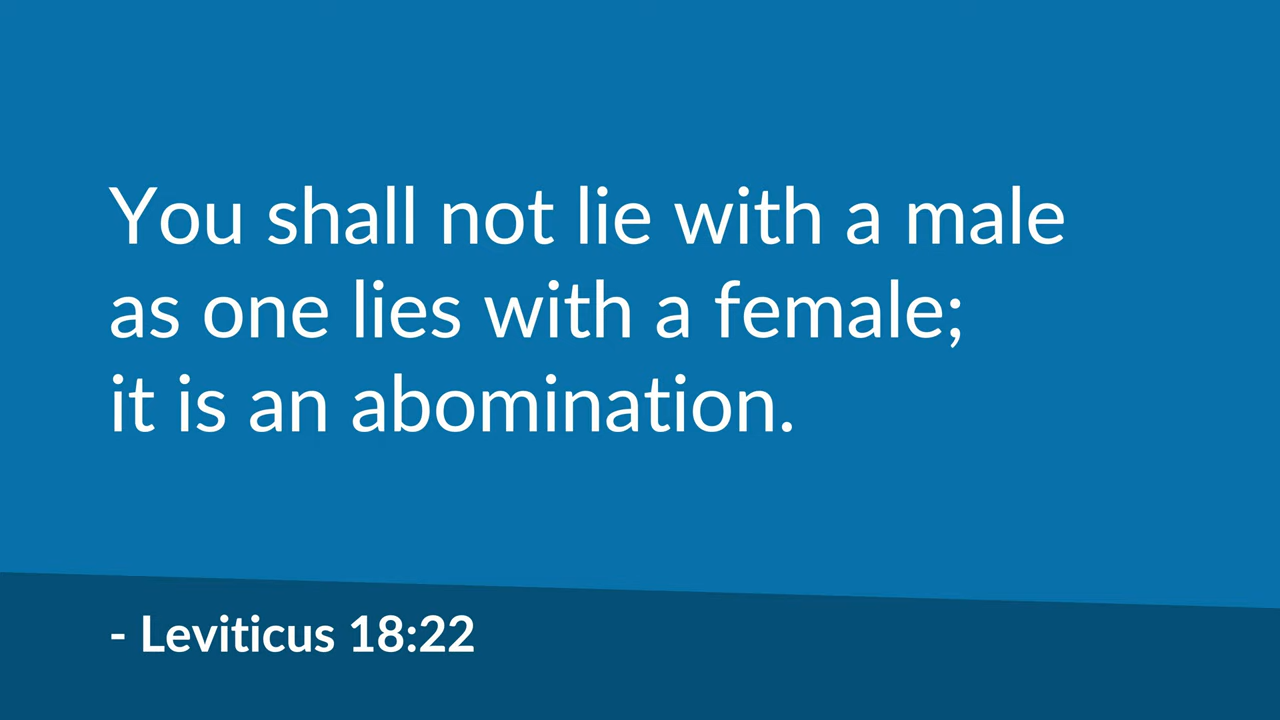 You shall not lie with a male
as one lies with a female;
it is an abomination.
- Leviticus 18:22